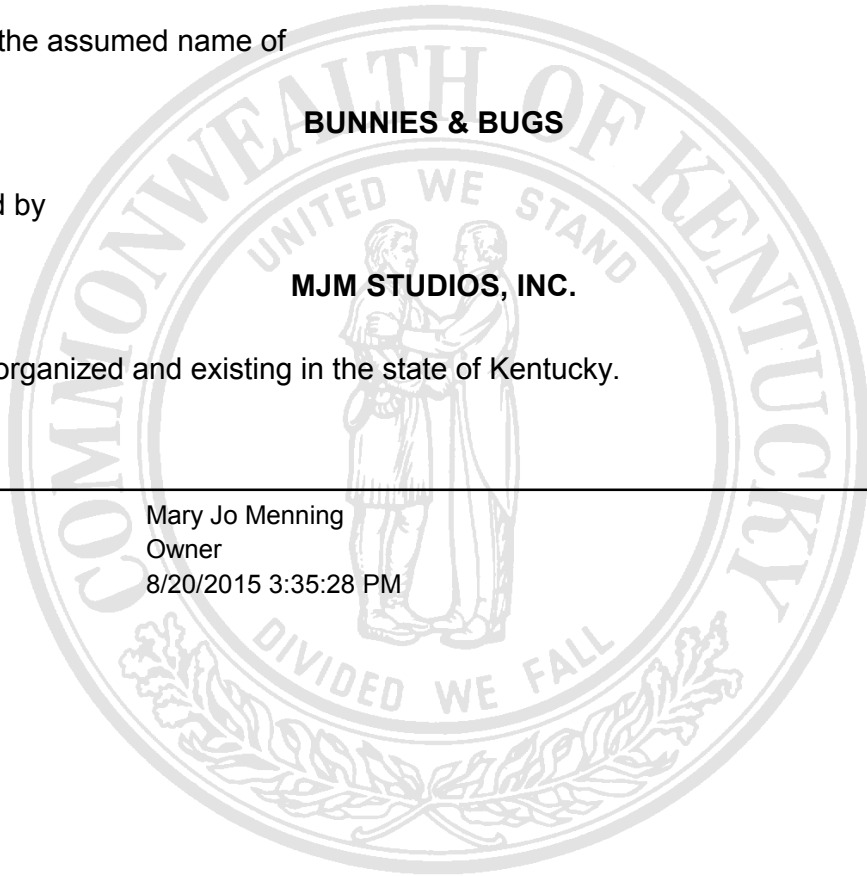 the assumed name of
BUNNIES & BUGS
d by
MJM STUDIOS, INC.
organized and existing in the state of Kentucky.
Mary Jo Menning
Owner
8/20/2015 3:35:28 PM
COMMONWEALTH OF KENTUCKY
UNITED WE STAND
DIVIDED WE FALL